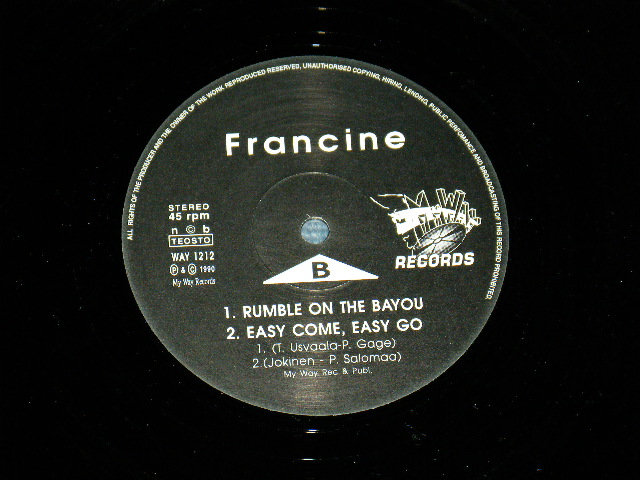 ALL RIGHTS OF THE PRODUCER AND THE OWNER OF THE WORK REPRODUCED RESERVED, UNAUTHORISED COPYING, HIRING, LENDING, PUBLIC PERFORMANCE AND BROADCASTING OF THIS RECORD PROHIBITED.
Francine
STEREO
45 rpm
n©b
TEOSTO
WAY 1212
℗ & © 1990
My Way Records
MY WAY
RECORDS
B
1. RUMBLE ON THE BAYOU
2. EASY COME, EASY GO
1. (T. Usvaala-P. Gage)
2.(Jokinen - P. Salomaa)
My Way Rec. & Publ.